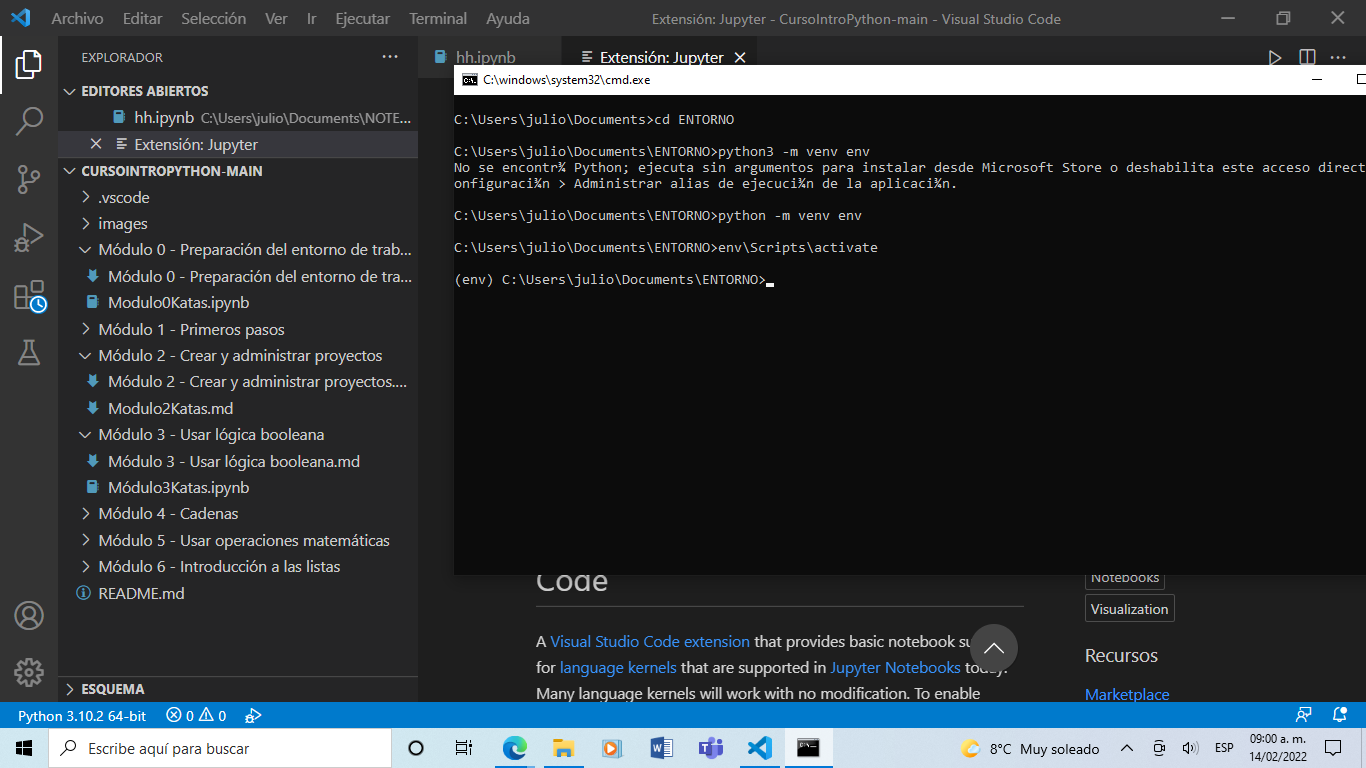 Archivo Editar Selección Ver Ir Ejecutar Terminal Ayuda
Extensión: Jupyter - CursoIntroPython-main - Visual Studio Code
EXPLORADOR
hh.ipynb
Extensión: Jupyter
EDITORES ABIERTOS
hh.ipynb C:\Users\julio\Documents\NOTE...
Extensión: Jupyter
CURSOINTROPYTHON-MAIN
.vscode
images
Módulo 0 - Preparación del entorno de trab...
Módulo 0 - Preparación del entorno de tra...
Modulo0Katas.ipynb
Módulo 1 - Primeros pasos
Módulo 2 - Crear y administrar proyectos
Módulo 2 - Crear y administrar proyectos....
Modulo2Katas.md
Módulo 3 - Usar lógica booleana
Módulo 3 - Usar lógica booleana.md
Módulo3Katas.ipynb
Módulo 4 - Cadenas
Módulo 5 - Usar operaciones matemáticas
Módulo 6 - Introducción a las listas
README.md
ESQUEMA
C:\windows\system32\cmd.exe
C:\Users\julio\Documents>cd ENTORNO
C:\Users\julio\Documents\ENTORNO>python3 -m venv env
No se encontr¾ Python; ejecuta sin argumentos para instalar desde Microsoft Store o deshabilita este acceso direct
onfiguraci¾n > Administrar alias de ejecuci¾n de la aplicaci¾n.
C:\Users\julio\Documents\ENTORNO>python -m venv env
C:\Users\julio\Documents\ENTORNO>env\Scripts\activate
(env) C:\Users\julio\Documents\ENTORNO>
Code
A Visual Studio Code extension that provides basic notebook su
for language kernels that are supported in Jupyter Notebooks today.
Many language kernels will work with no modification. To enable
Notebooks
Visualization
Recursos
Marketplace
Python 3.10.2 64-bit 0 0
Escribe aquí para buscar
8°C Muy soleado
ESP
09:00 a. m.
14/02/2022